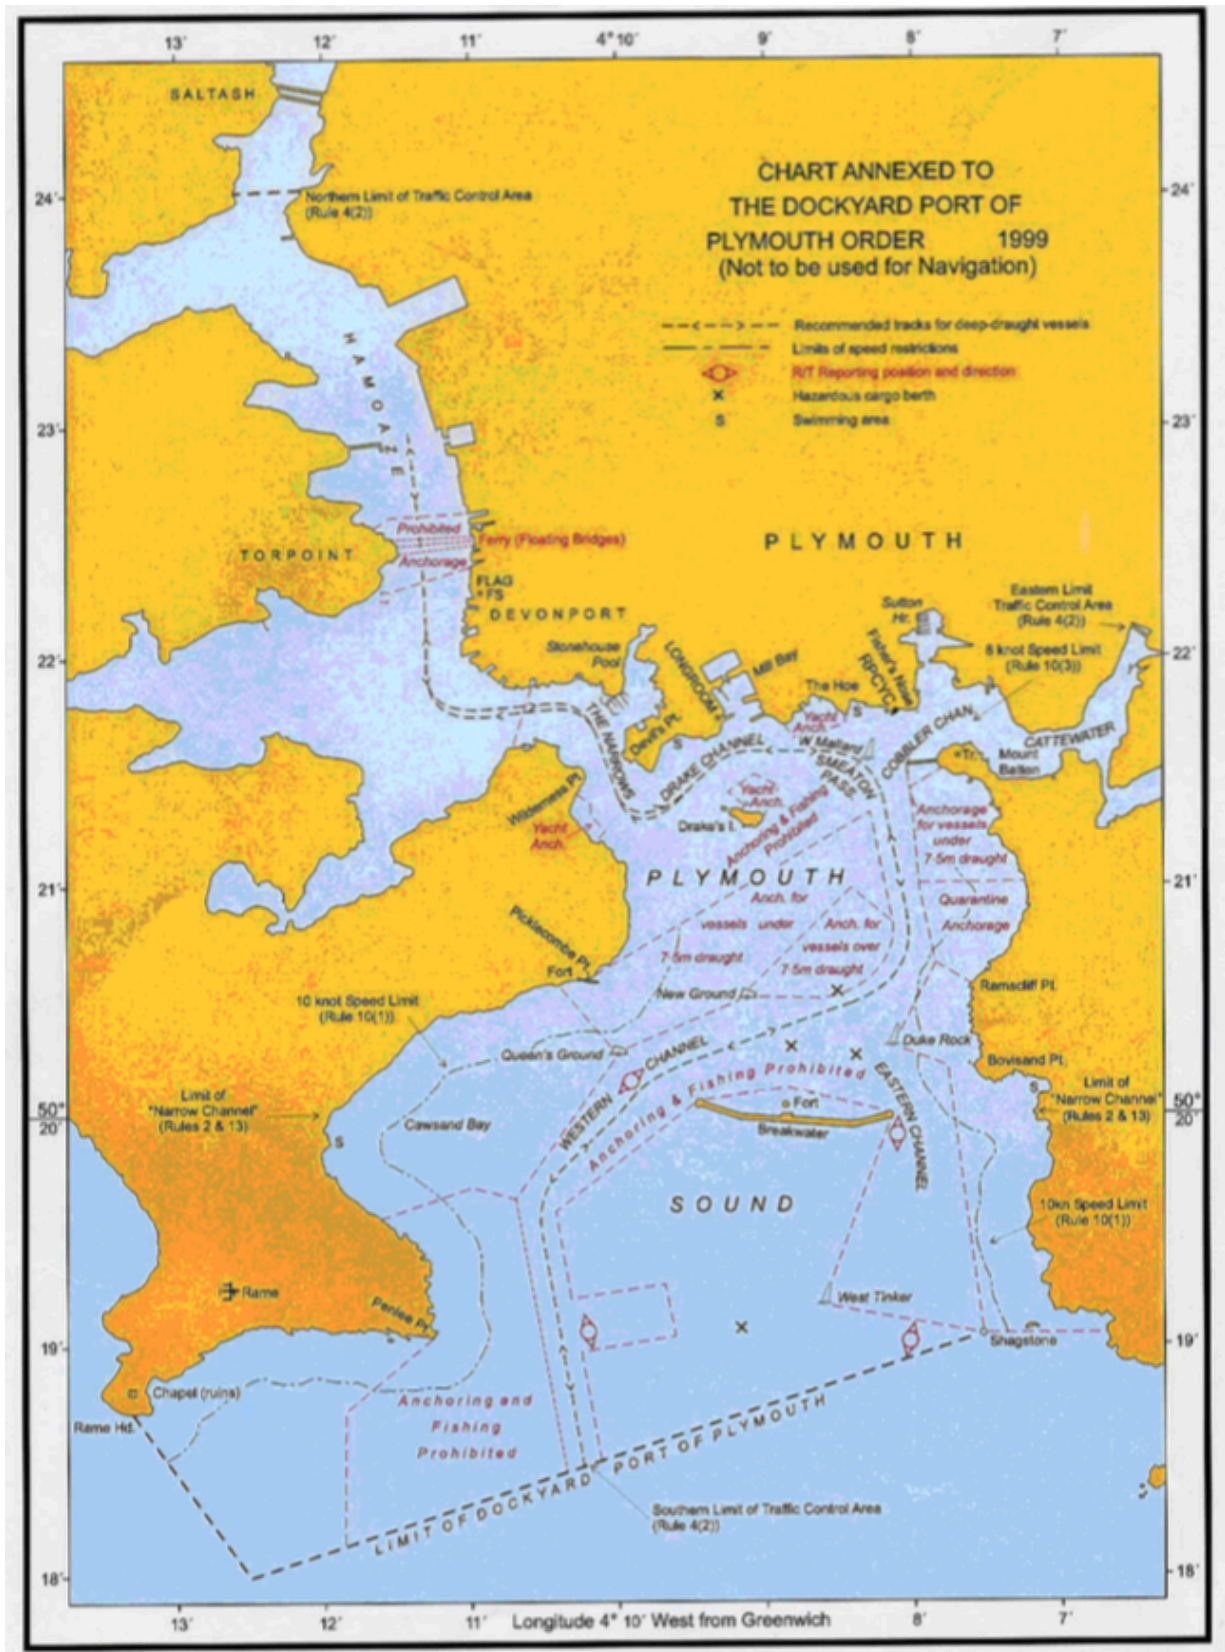 13´ 12´ 11´ 4° 10´ 9´ 8´ 7´
SALTASH
24´
24´
Northern Limit of Traffic Control Area
(Rule 4(2))
CHART ANNEXED TO
THE DOCKYARD PORT OF
PLYMOUTH ORDER 1999
(Not to be used for Navigation)
Recommended tracks for deep-draught vessels
Limits of speed restrictions
R/T Reporting position and direction
Hazardous cargo berth
S Swimming area
HAMOAZE
23´
23´
Prohibited
Anchorage
Ferry (Floating Bridges)
TORPOINT
FLAG
FS
DEVONPORT
PLYMOUTH
Stonehouse
Pool
LONGROOM
Mill Bay
The Hoe
S
Sutton
Hr.
Fisher's Nose
RPCYC
Eastern Limit
Traffic Control Area
(Rule 4(2))
8 knot Speed Limit
(Rule 10(3))
22´
22´
THE NARROWS
Devil's Pt.
S
Yacht
Anch.
W Mallard
DRAKE CHANNEL
SMEATON
PASS
COBBLER CHAN.
CATTEWATER
Tr.
Mount
Batten
Wilderness Pt.
Yacht
Anch.
Yacht
Anch.
Drake's I.
Anchoring & Fishing
Prohibited
Anchorage
for vessels
under
7·5m draught
21´
21´
PLYMOUTH
Quarantine
Anchorage
Anch. for
vessels under
7·5m draught
Anch. for
vessels over
7·5m draught
Picklecombe Pt.
Fort
New Ground
Ramscliff Pt.
10 knot Speed Limit
(Rule 10(1))
Queen's Ground
Duke Rock
Bovisand Pt.
S
WESTERN CHANNEL
EASTERN CHANNEL
Anchoring & Fishing Prohibited
Fort
Breakwater
Limit of
"Narrow Channel"
(Rules 2 & 13)
Limit of
"Narrow Channel"
(Rules 2 & 13)
50°
20´
50°
20´
S
Cawsand Bay
SOUND
10kn Speed Limit
(Rule 10(1))
Rame
Penlee Pt.
West Tinker
19´
19´
Shagstone
Chapel (ruins)
Rame Hd.
Anchoring and
Fishing
Prohibited
LIMIT OF DOCKYARD PORT OF PLYMOUTH
Southern Limit of Traffic Control Area
(Rule 4(2))
18´
18´
13´ 12´ 11´ Longitude 4° 10´ West from Greenwich 8´ 7´